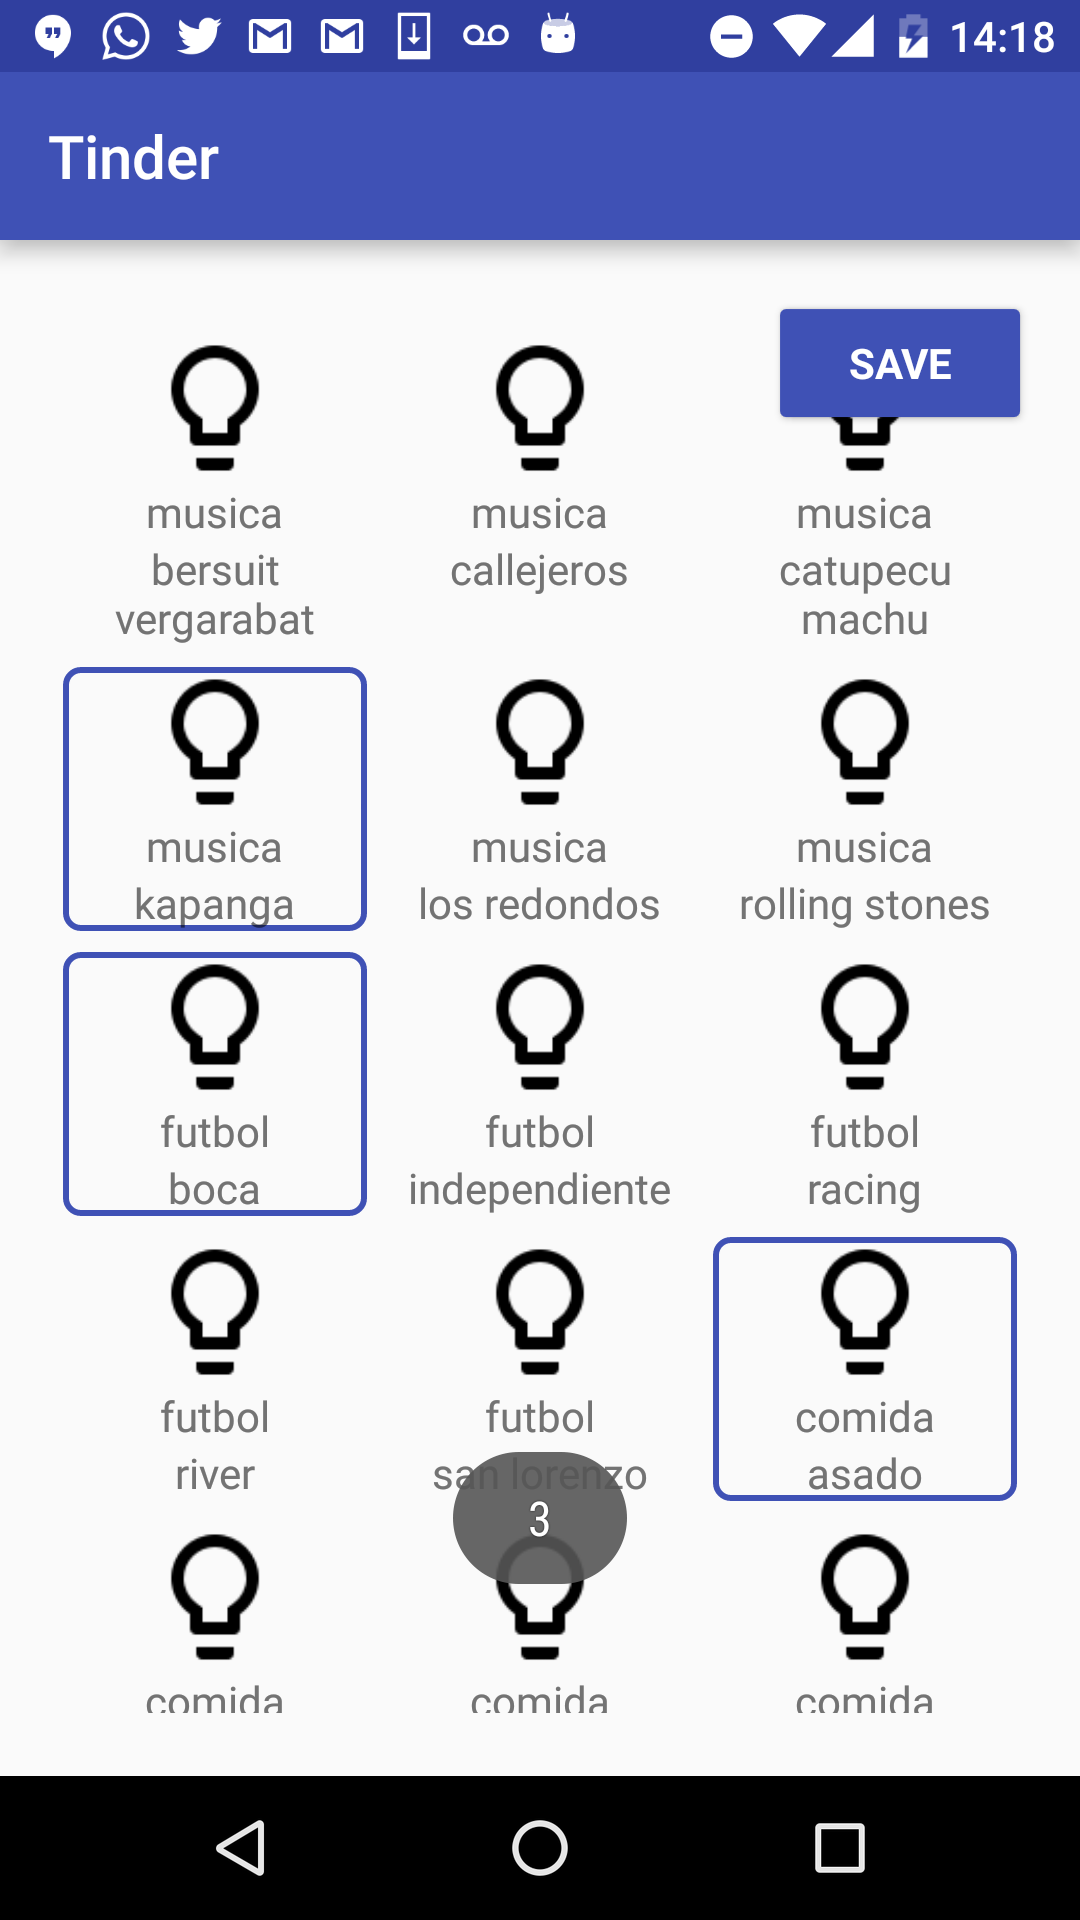 14:18
Tinder
SAVE
musica
bersuit
vergarabat
musica
callejeros
musica
catupecu
machu
musica
kapanga
musica
los redondos
musica
rolling stones
futbol
boca
futbol
independiente
futbol
racing
futbol
river
futbol
san lorenzo
comida
asado
3
comida
comida
comida